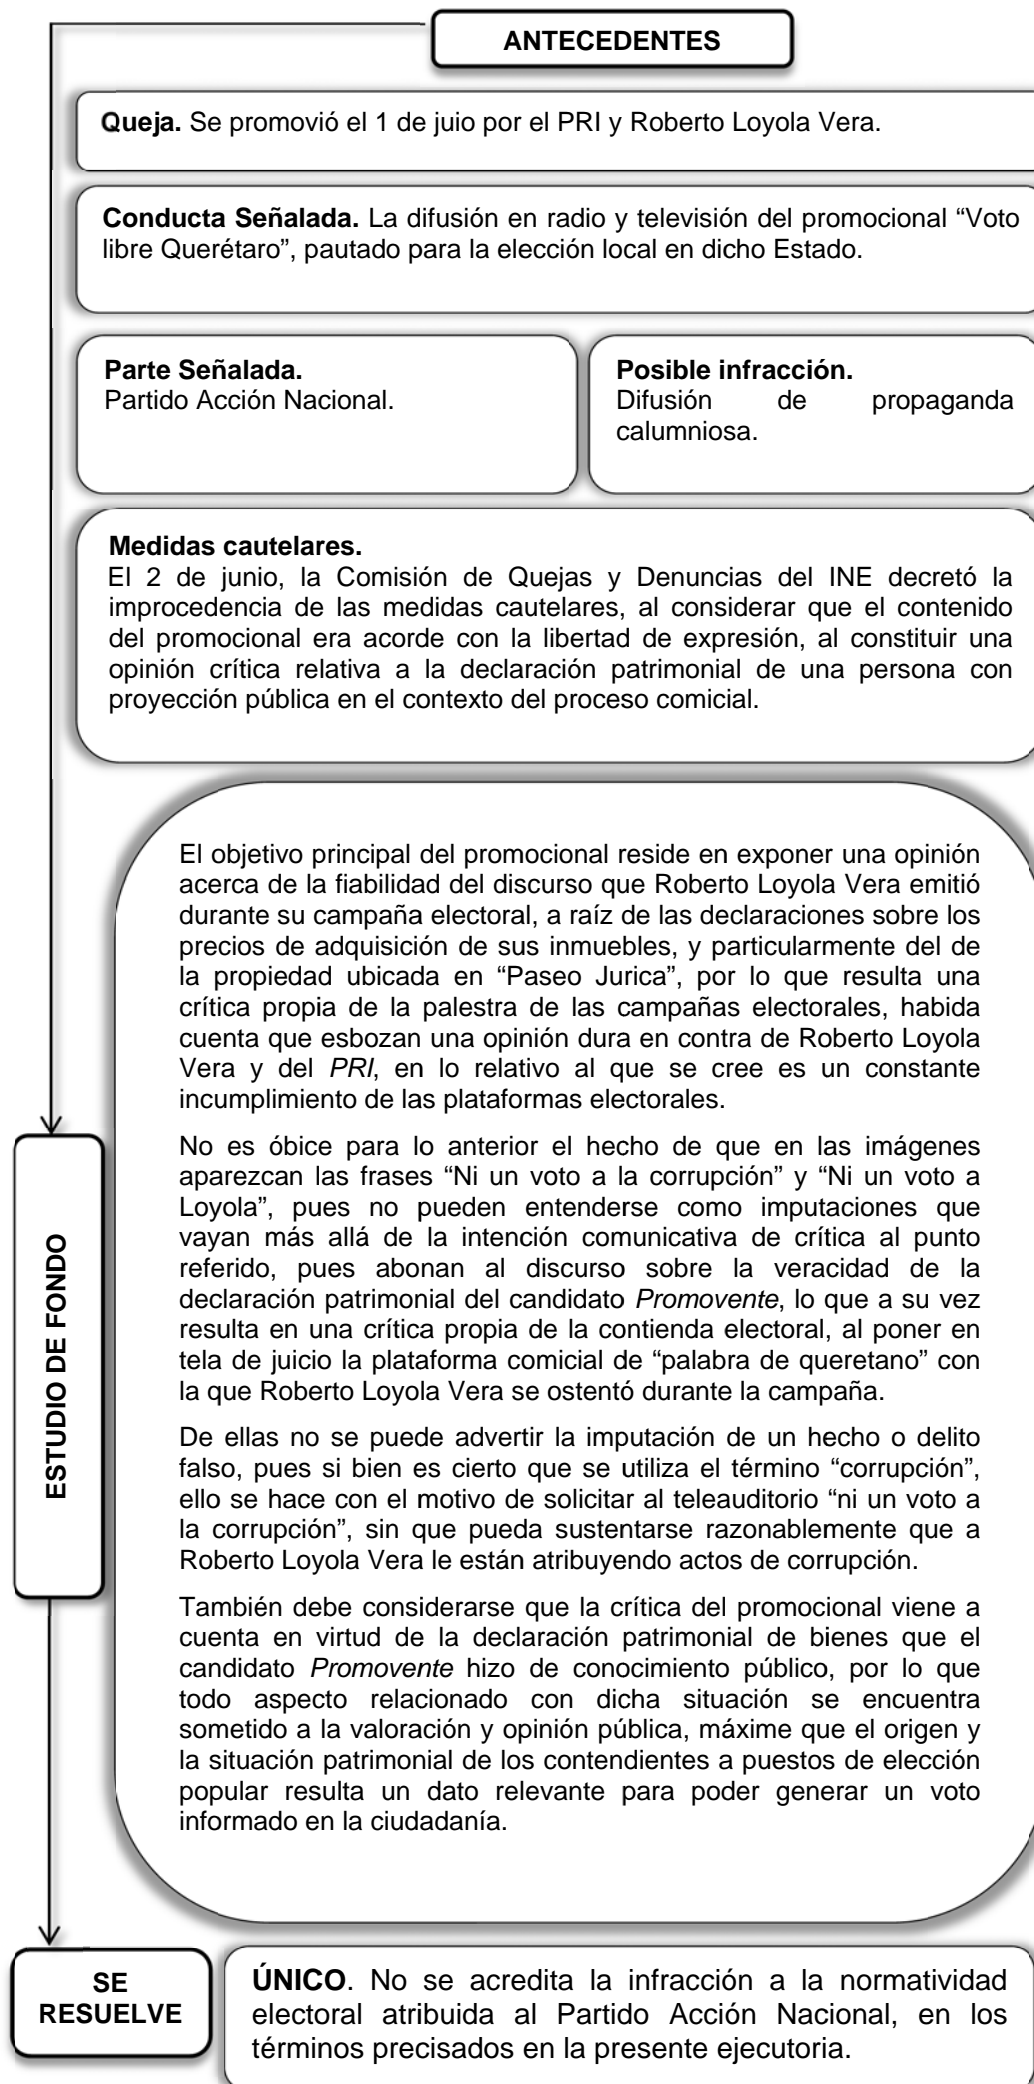 ANTECEDENTES
Queja. Se promovió el 1 de juio por el PRI y Roberto Loyola Vera.
Conducta Señalada. La difusión en radio y televisión del promocional “Voto
libre Querétaro”, pautado para la elección local en dicho Estado.
Parte Señalada.
Partido Acción Nacional.
Posible infracción.
Difusión de propaganda
calumniosa.
Medidas cautelares.
El 2 de junio, la Comisión de Quejas y Denuncias del INE decretó la
improcedencia de las medidas cautelares, al considerar que el contenido
del promocional era acorde con la libertad de expresión, al constituir una
opinión crítica relativa a la declaración patrimonial de una persona con
proyección pública en el contexto del proceso comicial.
ESTUDIO DE FONDO
El objetivo principal del promocional reside en exponer una opinión
acerca de la fiabilidad del discurso que Roberto Loyola Vera emitió
durante su campaña electoral, a raíz de las declaraciones sobre los
precios de adquisición de sus inmuebles, y particularmente del de
la propiedad ubicada en “Paseo Jurica”, por lo que resulta una
crítica propia de la palestra de las campañas electorales, habida
cuenta que esbozan una opinión dura en contra de Roberto Loyola
Vera y del PRI, en lo relativo al que se cree es un constante
incumplimiento de las plataformas electorales.
No es óbice para lo anterior el hecho de que en las imágenes
aparezcan las frases “Ni un voto a la corrupción” y “Ni un voto a
Loyola”, pues no pueden entenderse como imputaciones que
vayan más allá de la intención comunicativa de crítica al punto
referido, pues abonan al discurso sobre la veracidad de la
declaración patrimonial del candidato Promovente, lo que a su vez
resulta en una crítica propia de la contienda electoral, al poner en
tela de juicio la plataforma comicial de “palabra de queretano” con
la que Roberto Loyola Vera se ostentó durante la campaña.
De ellas no se puede advertir la imputación de un hecho o delito
falso, pues si bien es cierto que se utiliza el término “corrupción”,
ello se hace con el motivo de solicitar al teleauditorio “ni un voto a
la corrupción”, sin que pueda sustentarse razonablemente que a
Roberto Loyola Vera le están atribuyendo actos de corrupción.
También debe considerarse que la crítica del promocional viene a
cuenta en virtud de la declaración patrimonial de bienes que el
candidato Promovente hizo de conocimiento público, por lo que
todo aspecto relacionado con dicha situación se encuentra
sometido a la valoración y opinión pública, máxime que el origen y
la situación patrimonial de los contendientes a puestos de elección
popular resulta un dato relevante para poder generar un voto
informado en la ciudadanía.
SE
RESUELVE
ÚNICO. No se acredita la infracción a la normatividad
electoral atribuida al Partido Acción Nacional, en los
términos precisados en la presente ejecutoria.